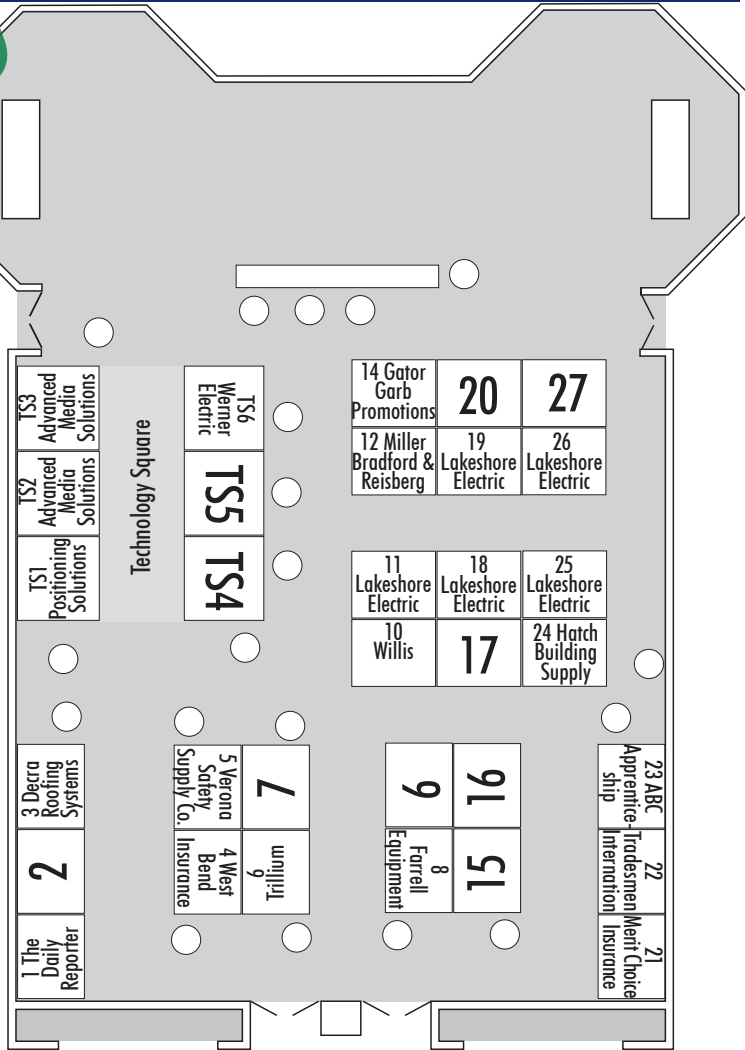 TS3
Advanced
Media
Solutions
TS2
Advanced
Media
Solutions
TS1
Positioning
Solutions
Technology Square
TS6
Werner
Electric
TS5
TS4
14 Gator
Garb
Promotions
20
27
12 Miller
Bradford &
Reisberg
19
Lakeshore
Electric
26
Lakeshore
Electric
11
Lakeshore
Electric
18
Lakeshore
Electric
25
Lakeshore
Electric
10
Willis
17
24 Hatch
Building
Supply
3 Decra
Roofing
Systems
2
1 The
Daily
Reporter
5 Verona
Safety
Supply Co.
7
4 West
Bend
Insurance
6
Trillium
9
16
8
Farrell
Equipment
15
23 ABC
Apprentice-
ship
22
Tradesmen
Internation
21
Merit Choice
Insurance